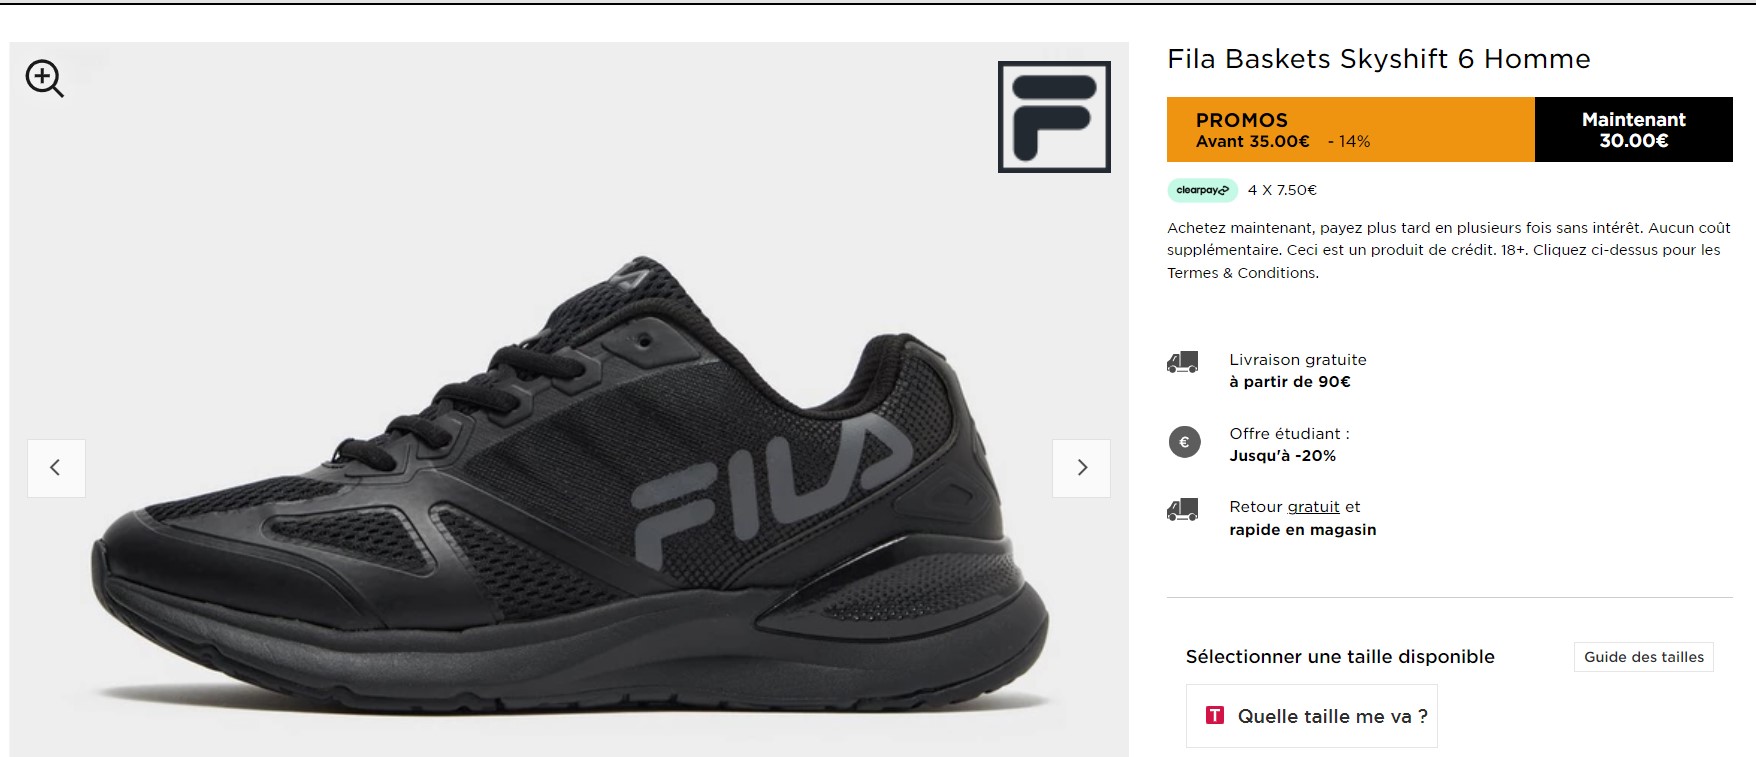 Fila Baskets Skyshift 6 Homme
PROMOS
Avant 35.00€ - 14%
Maintenant
30.00€
clearpay 4 X 7.50€
Achetez maintenant, payez plus tard en plusieurs fois sans intérêt. Aucun coût
supplémentaire. Ceci est un produit de crédit. 18+. Cliquez ci-dessus pour les
Termes & Conditions.
Livraison gratuite
à partir de 90€
€
Offre étudiant :
Jusqu'à -20%
Retour gratuit et
rapide en magasin
Sélectionner une taille disponible
Guide des tailles
T Quelle taille me va ?
F
FILA